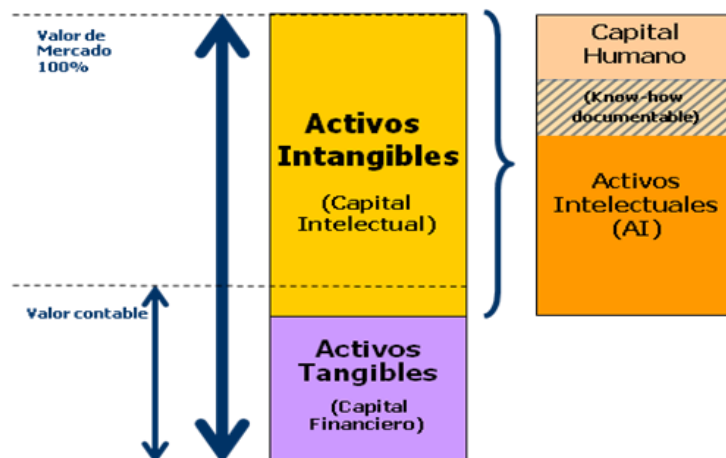 Valor de
Mercado
100%
Activos
Intangibles
(Capital
Intelectual)
Capital
Humano
(Know-how
documentable)
Activos
Intelectuales
(AI)
Valor contable
Activos
Tangibles
(Capital
Financiero)